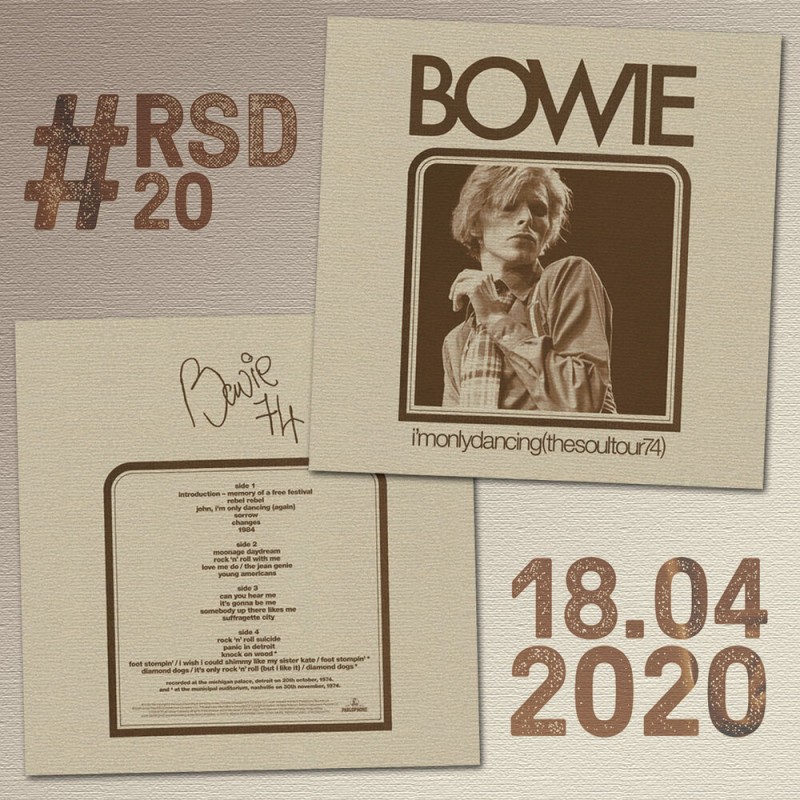 #RSD
20
BOWIE
i'monlydancing(thesoultour74)
Bowie
74
side 1
introduction – memory of a free festival
rebel rebel
john, i'm only dancing (again)
sorrow
changes
1984
side 2
moonage daydream
rock 'n' roll with me
love me do / the jean genie
young americans
side 3
can you hear me
it's gonna be me
somebody up there likes me
suffragette city
side 4
rock 'n' roll suicide
panic in detroit
knock on wood*
foot stompin' / i wish i could shimmy like my sister kate / foot stompin'*
diamond dogs / it's only rock 'n' roll (but i like it) / diamond dogs*
recorded at the michigan palace, detroit on 20th october, 1974.
and * at the municipal auditorium, nashville on 30th november, 1974.
PARLOPHONE
18.04
2020